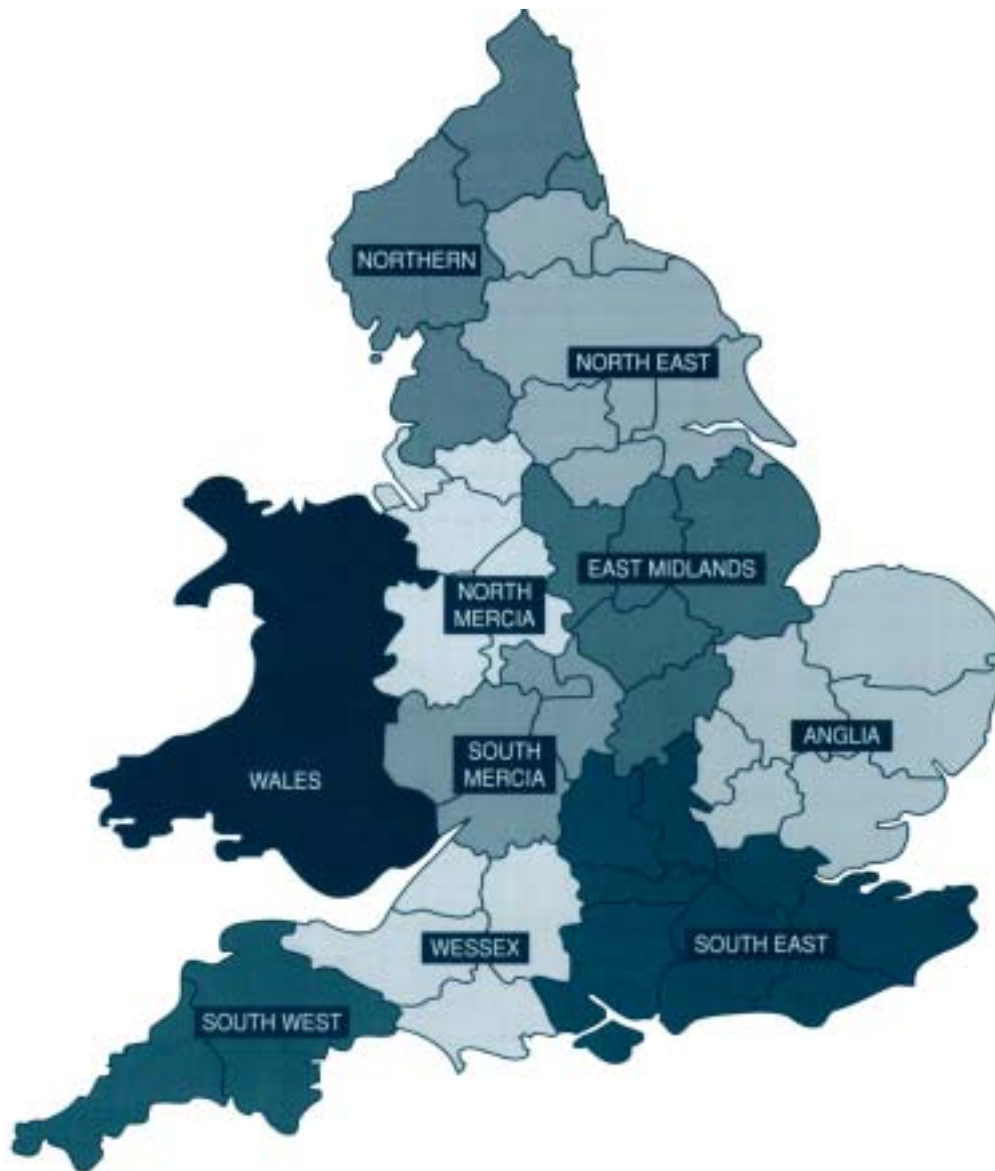 NORTHERN
NORTH EAST
EAST MIDLANDS
NORTH
MERCIA
ANGLIA
SOUTH
MERCIA
WALES
WESSEX
SOUTH EAST
SOUTH WEST